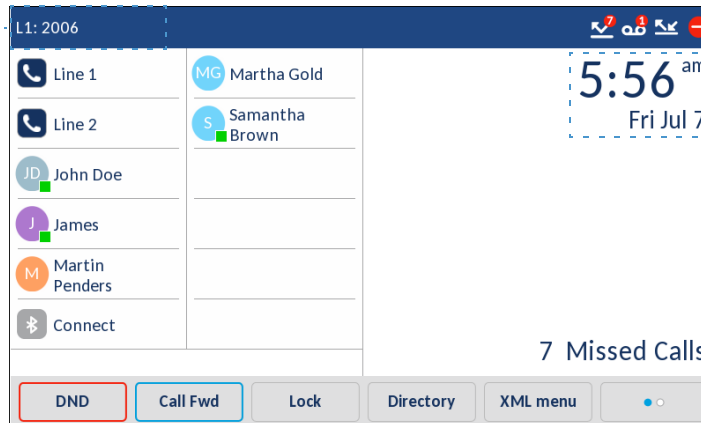 L1: 2006
7
1
5:56 am
Fri Jul 7
Line 1
MG Martha Gold
Line 2
S
Samantha
Brown
JD John Doe
J James
M
Martin
Penders
Connect
7 Missed Calls
DND
Call Fwd
Lock
Directory
XML menu